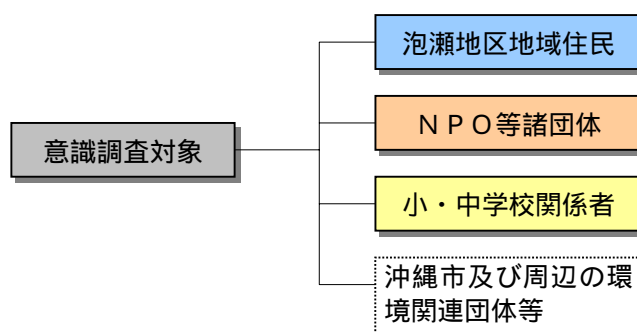 泡瀬地区地域住民
ＮＰＯ等諸団体
意識調査対象
小・中学校関係者
沖縄市及び周辺の環
境関連団体等